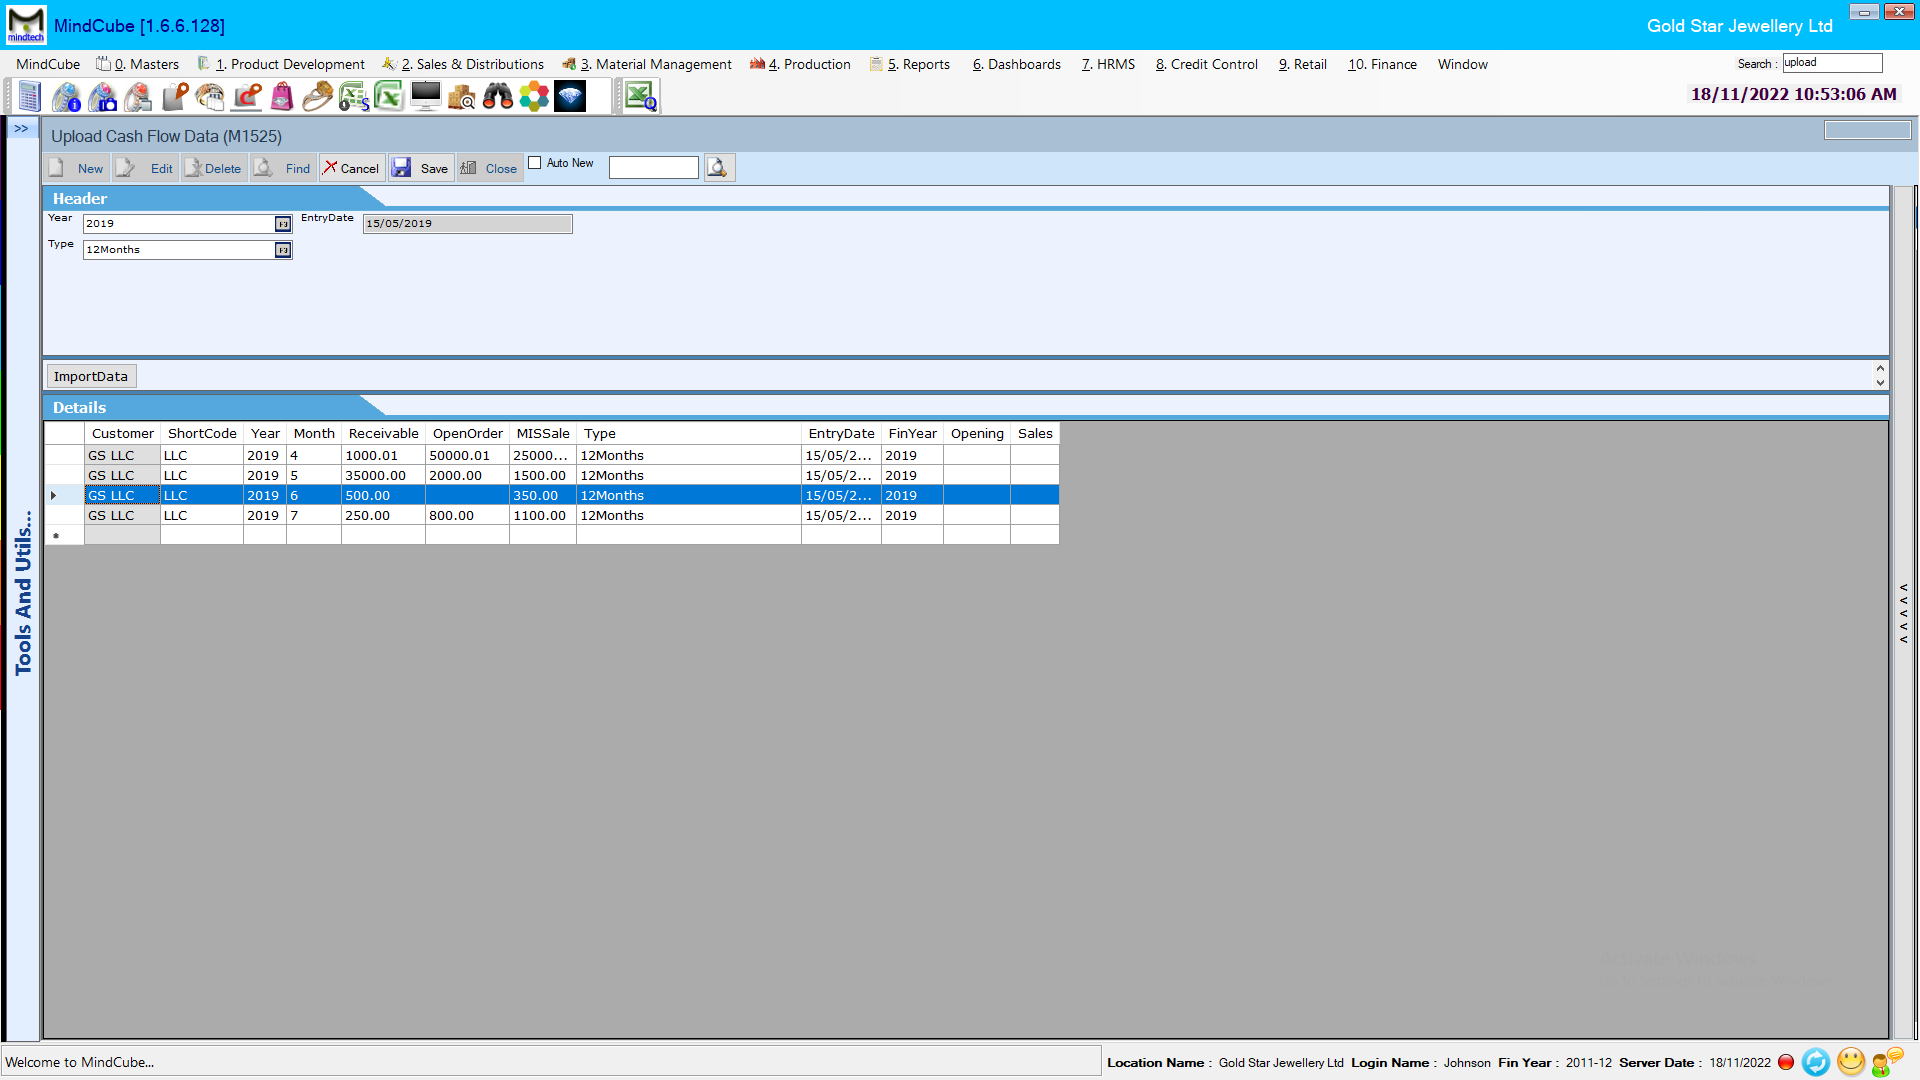 mindtech
MindCube [1.6.6.128]
Gold Star Jewellery Ltd
MindCube 0. Masters 1. Product Development 2. Sales & Distributions 3. Material Management 4. Production 5. Reports 6. Dashboards 7. HRMS 8. Credit Control 9. Retail 10. Finance Window Search : upload
18/11/2022 10:53:06 AM
>> Upload Cash Flow Data (M1525)
New Edit Delete Find Cancel Save Close Auto New
Header
Year 2019 F3 EntryDate 15/05/2019
Type 12Months F3
ImportData
Details
Customer ShortCode Year Month Receivable OpenOrder MISSale Type EntryDate FinYear Opening Sales
GS LLC LLC 2019 4 1000.01 50000.01 25000... 12Months 15/05/2... 2019
GS LLC LLC 2019 5 35000.00 2000.00 1500.00 12Months 15/05/2... 2019
GS LLC LLC 2019 6 500.00 350.00 12Months 15/05/2... 2019
GS LLC LLC 2019 7 250.00 800.00 1100.00 12Months 15/05/2... 2019
Tools And Utils...
<
<
<
<
<
Welcome to MindCube... Location Name : Gold Star Jewellery Ltd Login Name : Johnson Fin Year : 2011-12 Server Date : 18/11/2022